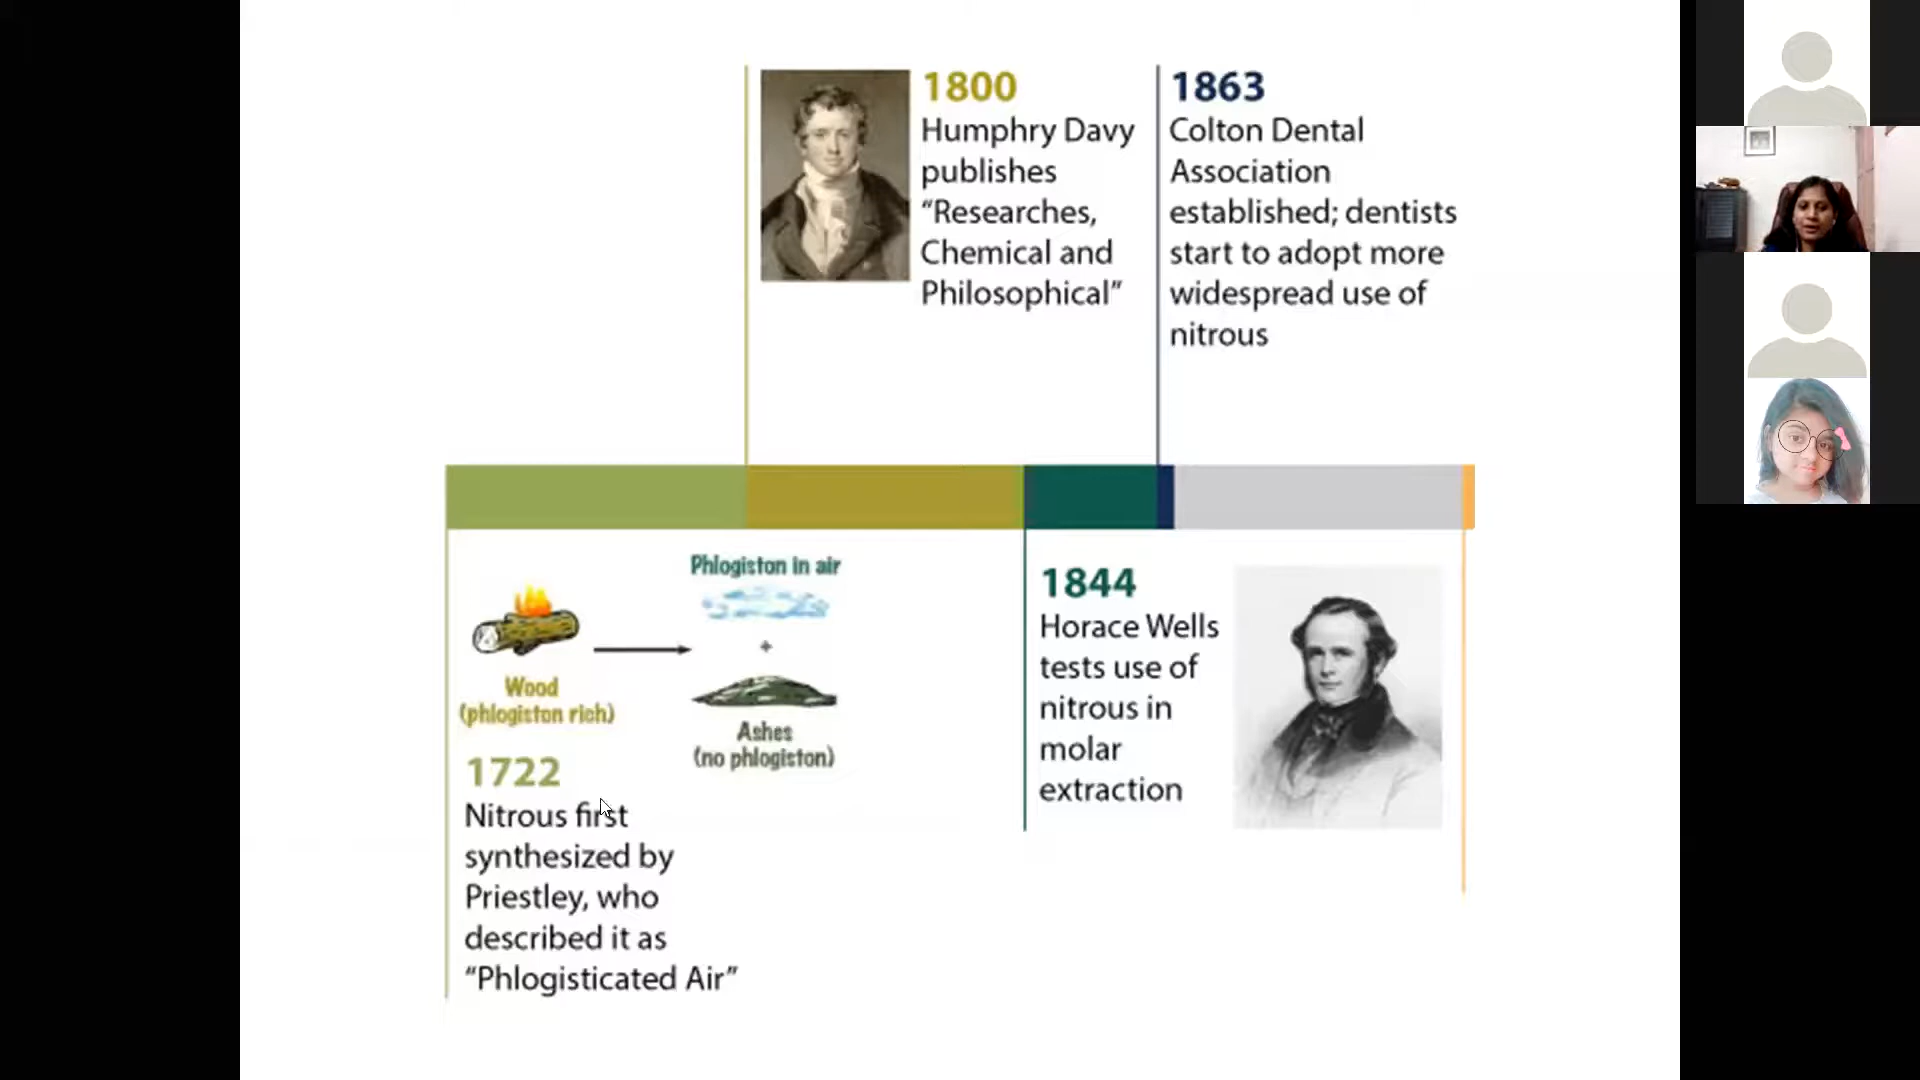 1800
Humphry Davy
publishes
“Researches,
Chemical and
Philosophical”
1863
Colton Dental
Association
established; dentists
start to adopt more
widespread use of
nitrous
Phlogiston in air
+
Wood
(phlogiston rich)
Ashes
(no phlogiston)
1722
Nitrous first
synthesized by
Priestley, who
described it as
“Phlogisticated Air”
1844
Horace Wells
tests use of
nitrous in
molar
extraction